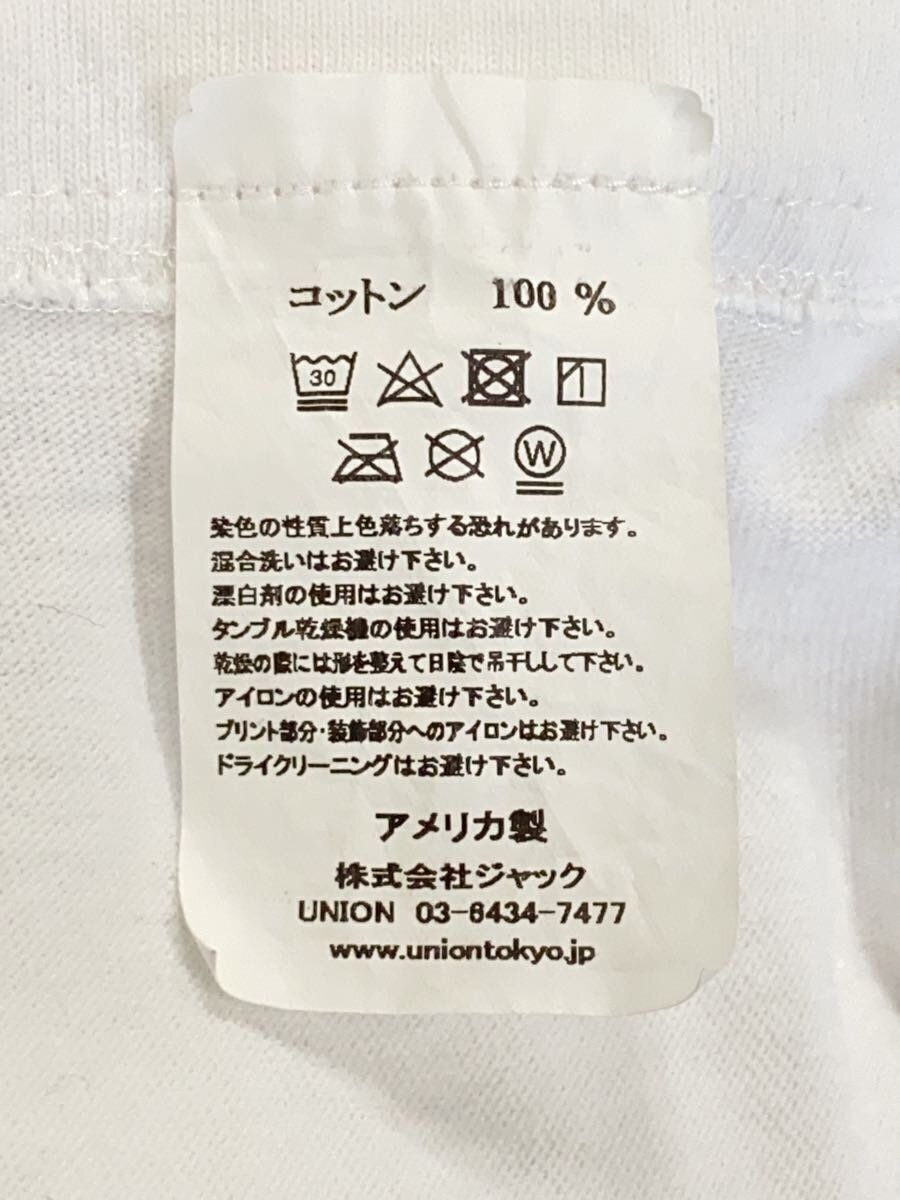 コットン 100 %
30
W
染色の性質上色落ちする恐れがあります。
混合洗いはお避け下さい。
漂白剤の使用はお避け下さい。
タンブル乾燥機の使用はお避け下さい。
乾燥の際には形を整えて日陰で吊干しして下さい。
アイロンの使用はお避け下さい。
プリント部分・装飾部分へのアイロンはお避け下さい。
ドライクリーニングはお避け下さい。
アメリカ製
株式会社ジャック
UNION 03-6434-7477
www.uniontokyo.jp